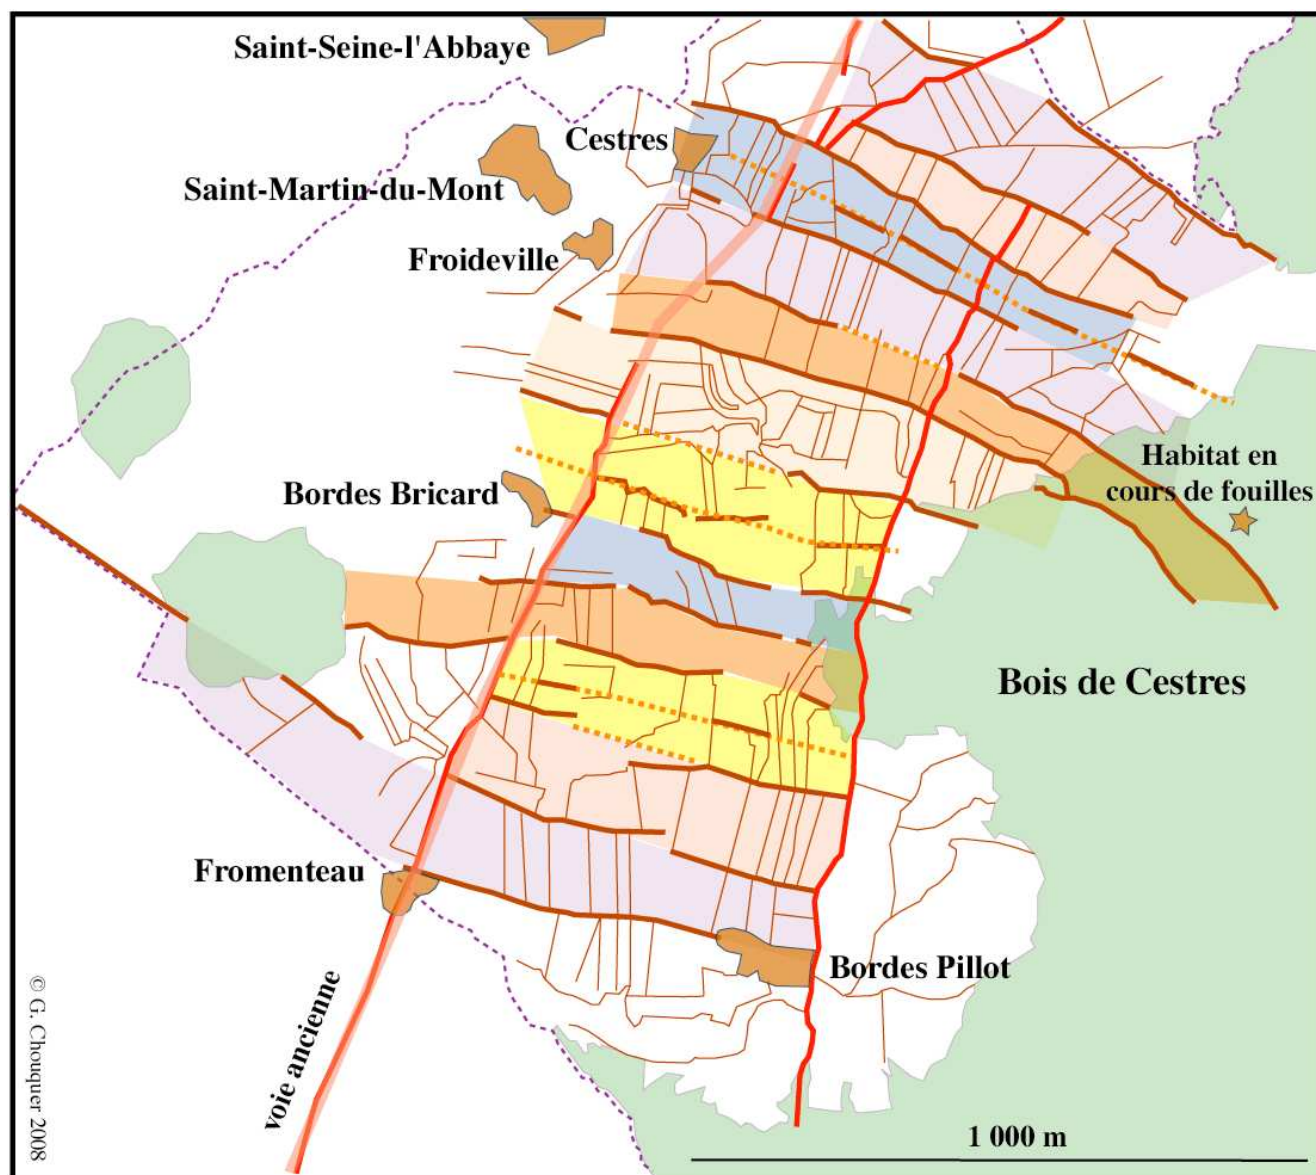 Saint-Seine-l'Abbaye
Cestres
Saint-Martin-du-Mont
Froideville
Habitat en
cours de fouilles
Bordes Bricard
Bois de Cestres
Fromenteau
Bordes Pillot
voie ancienne
© G. Chouquer 2008
1 000 m